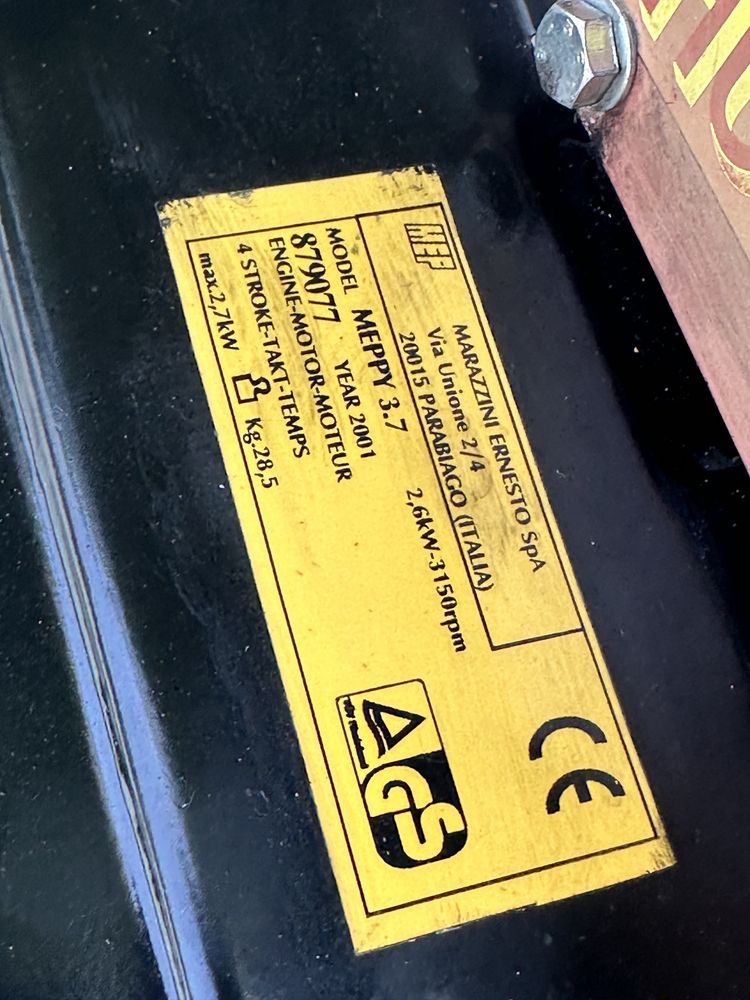 MEP
MARAZZINI ERNESTO SpA
Via Unione 2/4
20015 PARABIAGO (ITALIA)
MODEL MEPPY 3.7 2,6kW-3150rpm
879077 YEAR 2001
ENGINE-MOTOR-MOTEUR
4 STROKE-TAKT-TEMPS
max.2,7kW Kg.28,5
CE
GS